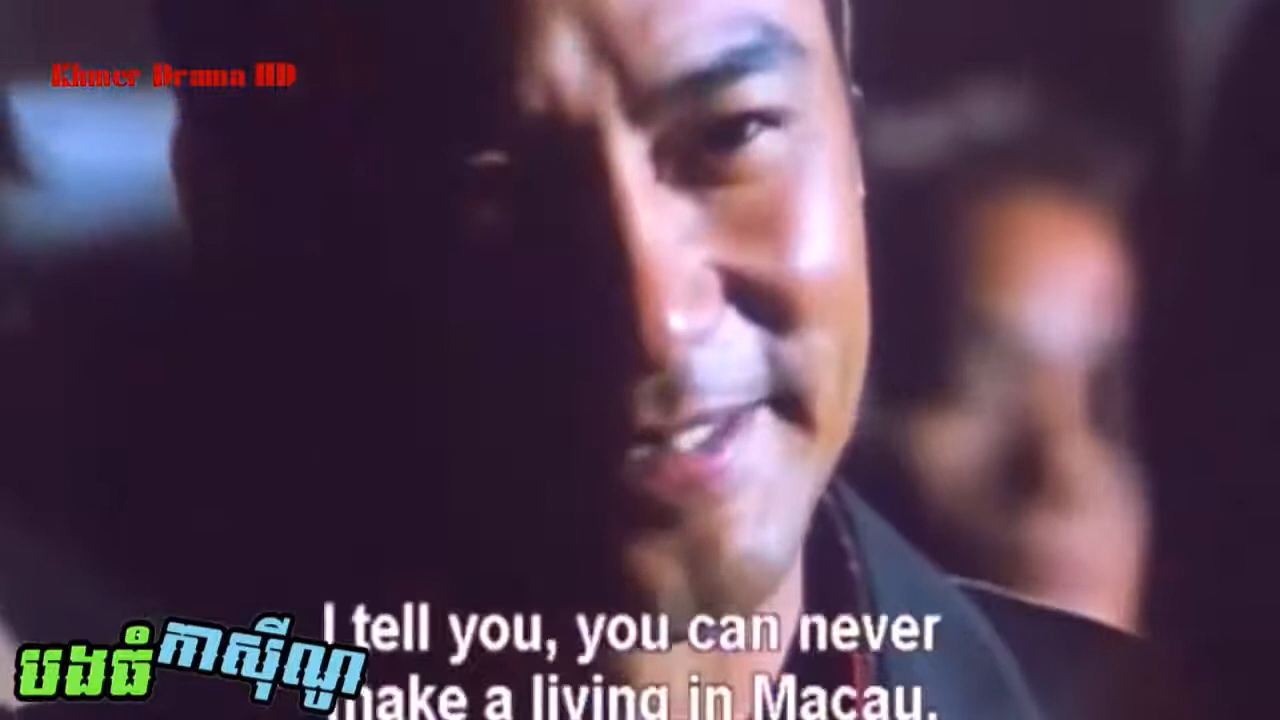 Khmer Drama HD
I tell you, you can never
make a living in Macau.
បងធំកាស៊ីណូ